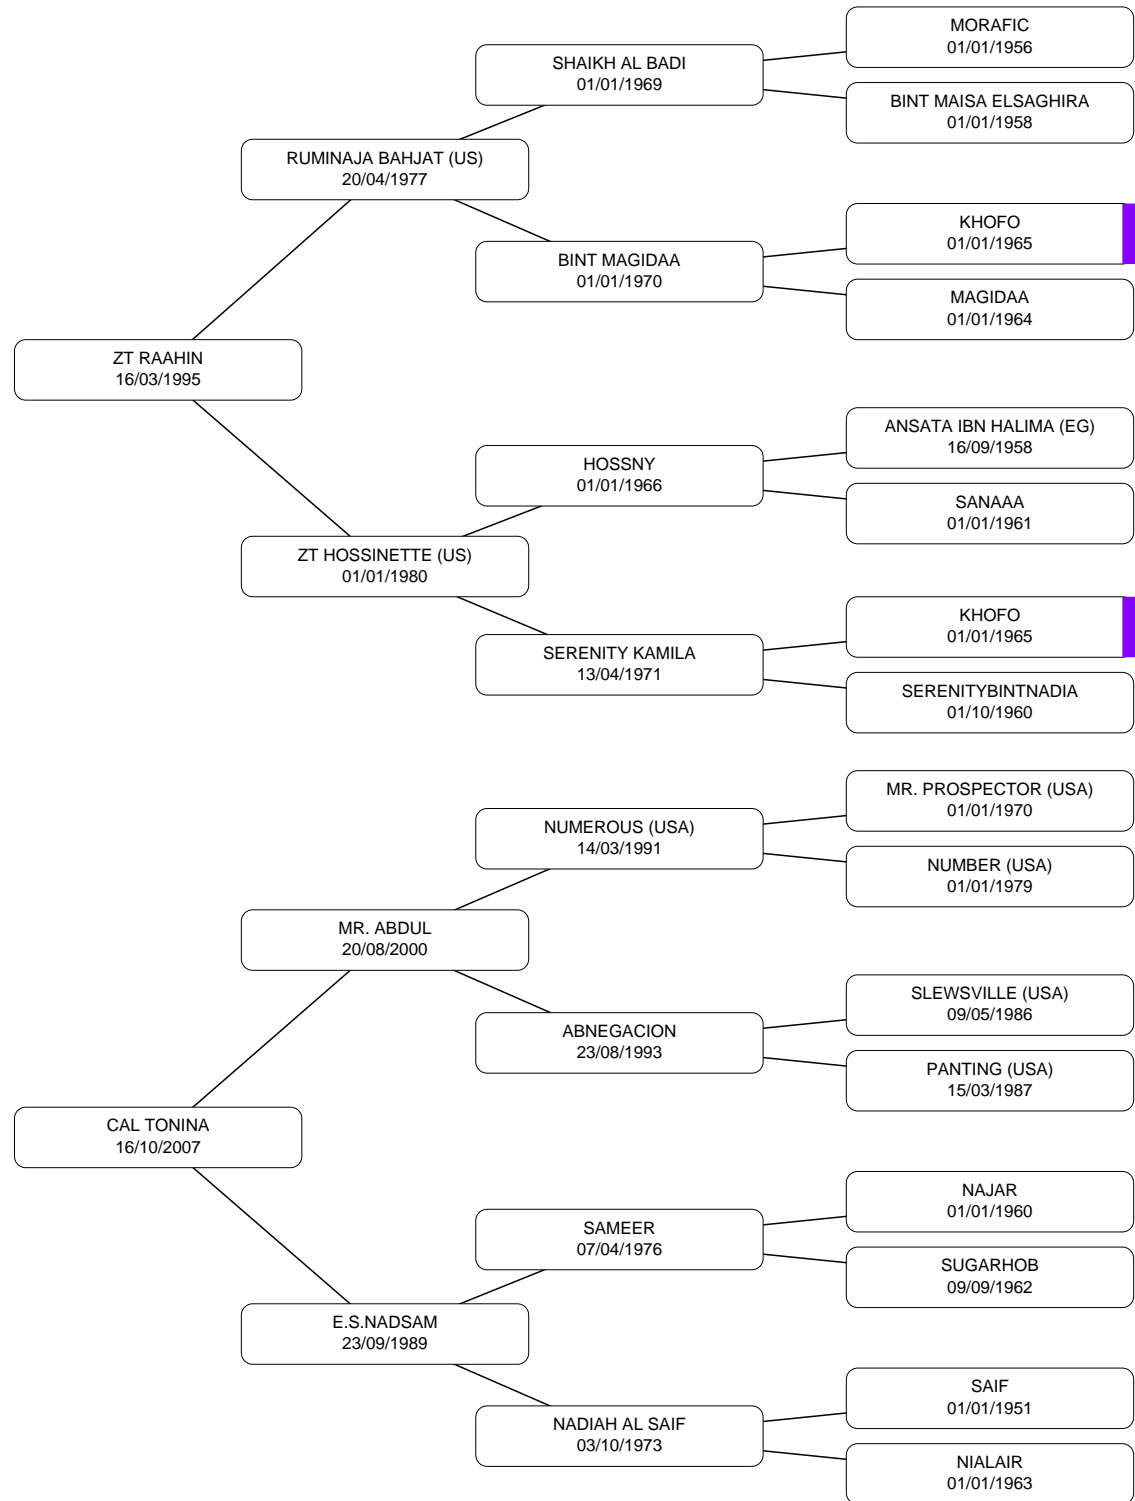 MORAFIC
01/01/1956
SHAIKH AL BADI
01/01/1969
BINT MAISA ELSAGHIRA
01/01/1958
RUMINAJA BAHJAT (US)
20/04/1977
KHOFO
01/01/1965
BINT MAGIDAA
01/01/1970
MAGIDAA
01/01/1964
ZT RAAHIN
16/03/1995
ANSATA IBN HALIMA (EG)
16/09/1958
HOSSNY
01/01/1966
SANAAA
01/01/1961
ZT HOSSINETTE (US)
01/01/1980
KHOFO
01/01/1965
SERENITY KAMILA
13/04/1971
SERENITYBINTNADIA
01/10/1960
MR. PROSPECTOR (USA)
01/01/1970
NUMEROUS (USA)
14/03/1991
NUMBER (USA)
01/01/1979
MR. ABDUL
20/08/2000
SLEWSVILLE (USA)
09/05/1986
ABNEGACION
23/08/1993
PANTING (USA)
15/03/1987
CAL TONINA
16/10/2007
NAJAR
01/01/1960
SAMEER
07/04/1976
SUGARHOB
09/09/1962
E.S.NADSAM
23/09/1989
SAIF
01/01/1951
NADIAH AL SAIF
03/10/1973
NIALAIR
01/01/1963